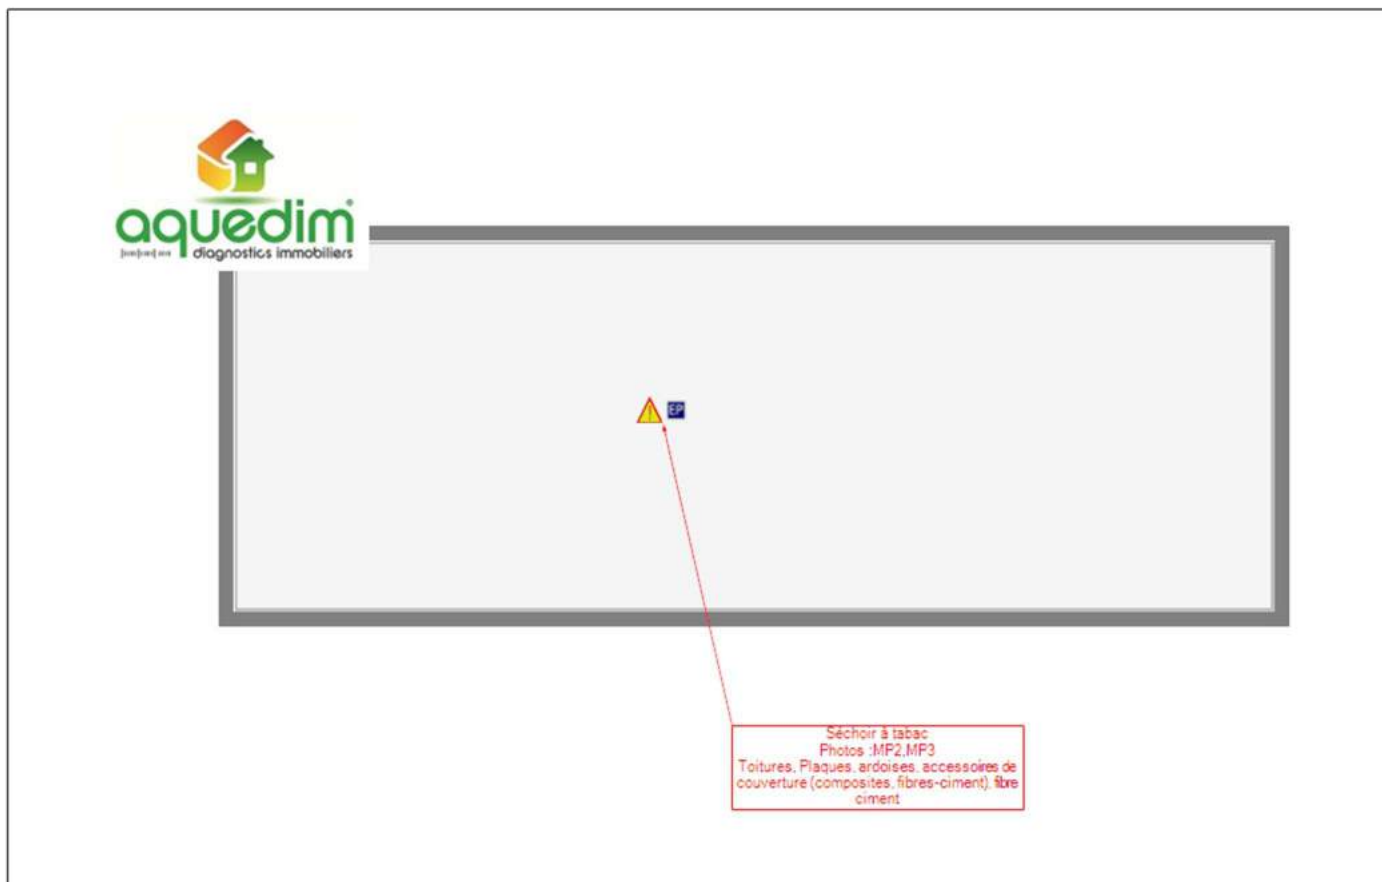 aquedim
diagnostics immobiliers
EP
Séchoir à tabac
Photos :MP2,MP3
Toitures, Plaques, ardoises, accessoires de
couverture (composites, fibres-ciment), fibre
ciment